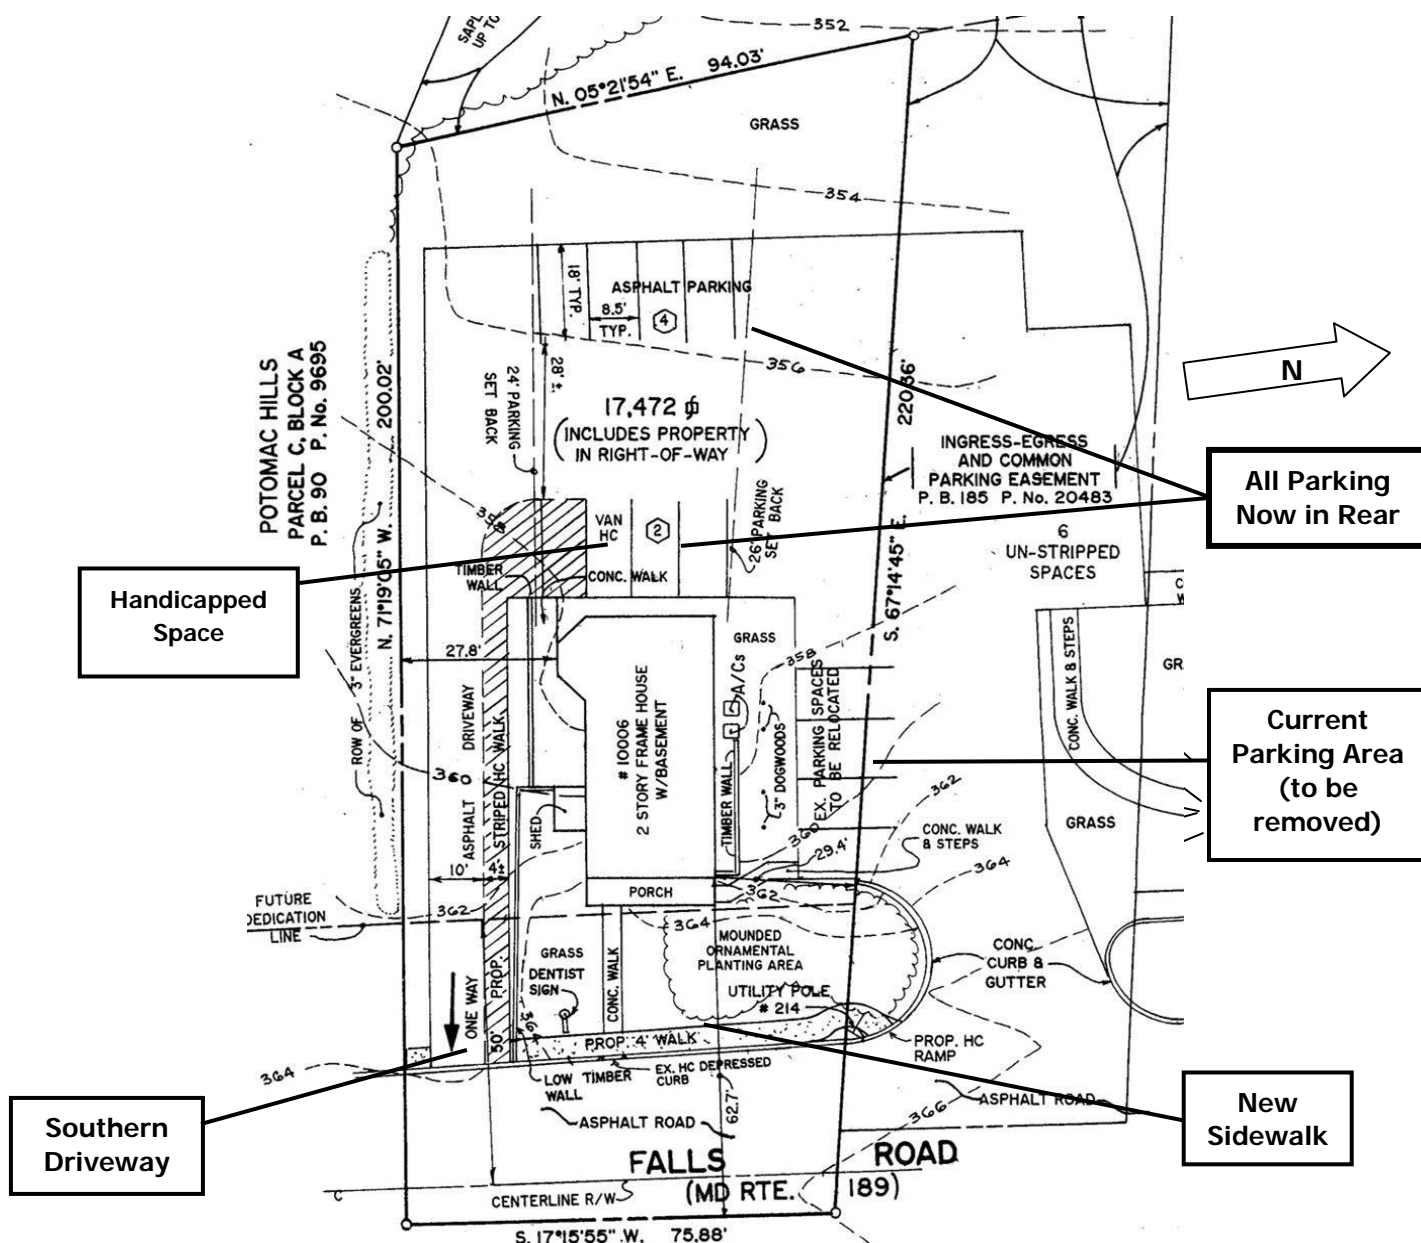 SAPL
UP TO
352
N. 05°21'54" E. 94.03'
GRASS
354
18' TYP.
ASPHALT PARKING
8.5'
TYP.
4
356
28' ±
24' PARKING
SET BACK
17,472
(INCLUDES PROPERTY
IN RIGHT-OF-WAY)
POTOMAC HILLS
PARCEL C, BLOCK A
P. B. 90 P. No. 9695
N. 71°19'05" W. 200.02'
220.36'
S. 67°14'45" E.
N
INGRESS-EGRESS
AND COMMON
PARKING EASEMENT
P. B. 185 P. No. 20483
All Parking
Now in Rear
6
UN-STRIPPED
SPACES
358
VAN
HC
2
26' PARKING
SET BACK
TIMBER
WALL
CONC. WALK
Handicapped
Space
ROW OF 3" EVERGREENS
27.8'
GRASS
358
A/Cs
# 10006
2 STORY FRAME HOUSE
W/BASEMENT
3" DOGWOODS
EX. PARKING SPACES
TO BE RELOCATED
TIMBER WALL
CONC. WALK & STEPS
GR
Current
Parking Area
(to be
removed)
360
ASPHALT DRIVEWAY
STRIPED HC WALK
SHED
362
360
GRASS
CONC. WALK
& STEPS
29.4'
364
10'
4'±
PORCH
362
FUTURE
DEDICATION
LINE
362
364
MOUNDED
ORNAMENTAL
PLANTING AREA
GRASS
DENTIST
SIGN
CONC. WALK
CONC.
CURB &
GUTTER
UTILITY POLE
# 214
ONE WAY
50' PROP.
364
PROP. 4' WALK
PROP. HC
RAMP
364
LOW TIMBER
WALL
EX. HC DEPRESSED
CURB
62.7'
366
ASPHALT ROAD
ASPHALT ROAD
Southern
Driveway
New
Sidewalk
FALLS ROAD
(MD RTE. 189)
C
CENTERLINE R/W
S. 17°15'55" W. 75.88'